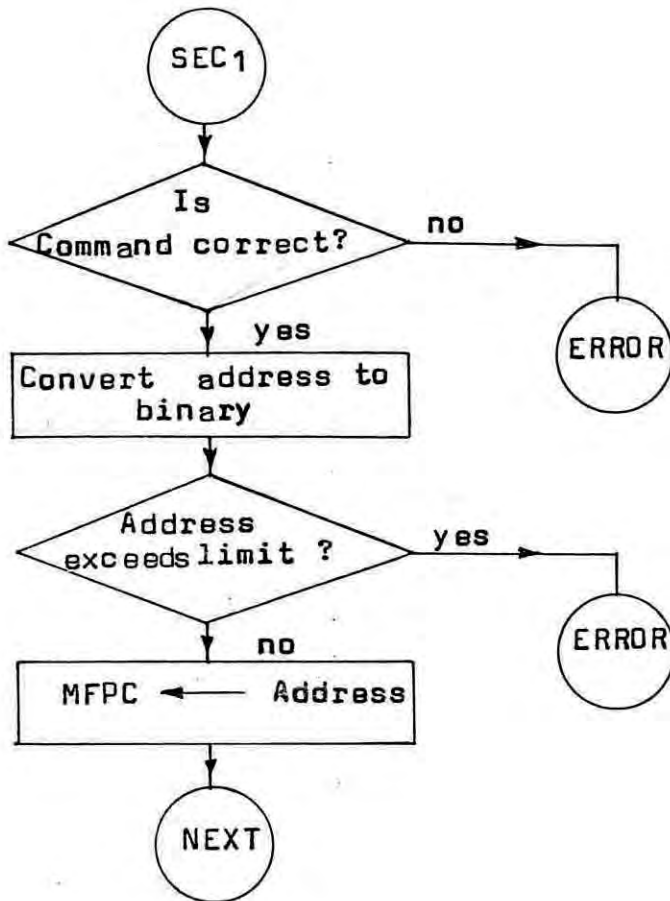 SEC1
Is
Command correct?
no
ERROR
yes
Convert address to
binary
Address
exceeds limit ?
yes
ERROR
no
MFPC ← Address
NEXT